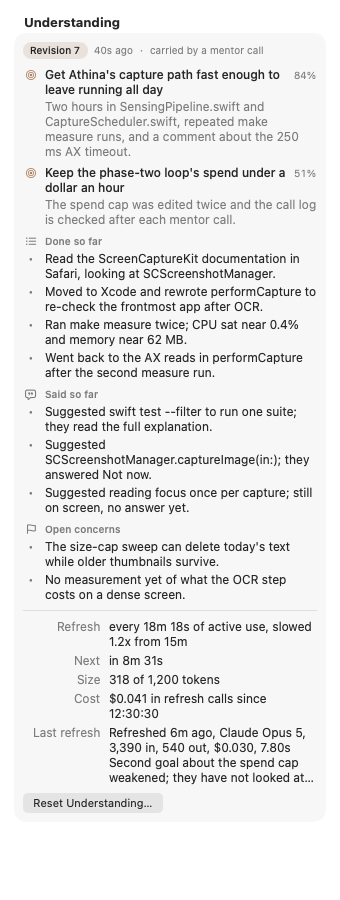 Understanding
Revision 7 40s ago · carried by a mentor call
Get Athina's capture path fast enough to 84%
leave running all day
Two hours in SensingPipeline.swift and
CaptureScheduler.swift, repeated make
measure runs, and a comment about the 250
ms AX timeout.
Keep the phase-two loop's spend under a 51%
dollar an hour
The spend cap was edited twice and the call log
is checked after each mentor call.
Done so far
• Read the ScreenCaptureKit documentation in
Safari, looking at SCScreenshotManager.
• Moved to Xcode and rewrote performCapture to
re-check the frontmost app after OCR.
• Ran make measure twice; CPU sat near 0.4%
and memory near 62 MB.
• Went back to the AX reads in performCapture
after the second measure run.
Said so far
• Suggested swift test --filter to run one suite;
they read the full explanation.
• Suggested
SCScreenshotManager.captureImage(in:); they
answered Not now.
• Suggested reading focus once per capture; still
on screen, no answer yet.
Open concerns
• The size-cap sweep can delete today's text
while older thumbnails survive.
• No measurement yet of what the OCR step
costs on a dense screen.
Refresh every 18m 18s of active use, slowed
1.2x from 15m
Next in 8m 31s
Size 318 of 1,200 tokens
Cost $0.041 in refresh calls since
12:30:30
Last refresh Refreshed 6m ago, Claude Opus 5,
3,390 in, 540 out, $0.030, 7.80s
Second goal about the spend cap
weakened; they have not looked at...
Reset Understanding...